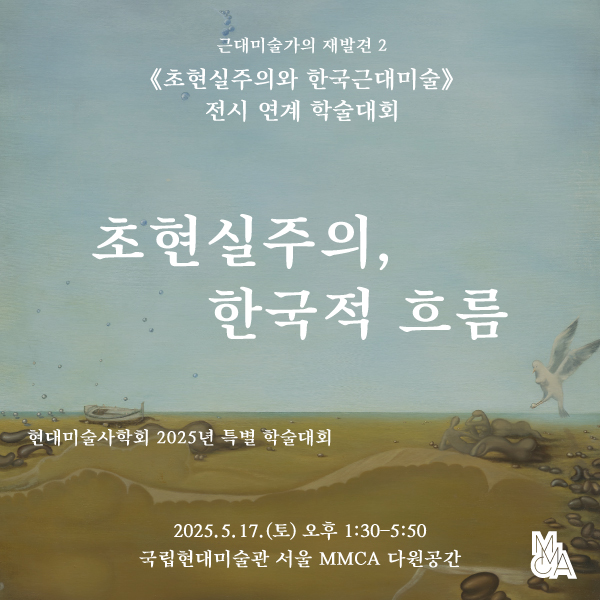 근대미술가의 재발견 2
《초현실주의와 한국근대미술》
전시 연계 학술대회
초현실주의,
한국적 흐름
현대미술사학회 2025년 특별 학술대회
2025.5.17.(토) 오후 1:30–5:50
국립현대미술관 서울 MMCA 다원공간
MMCA